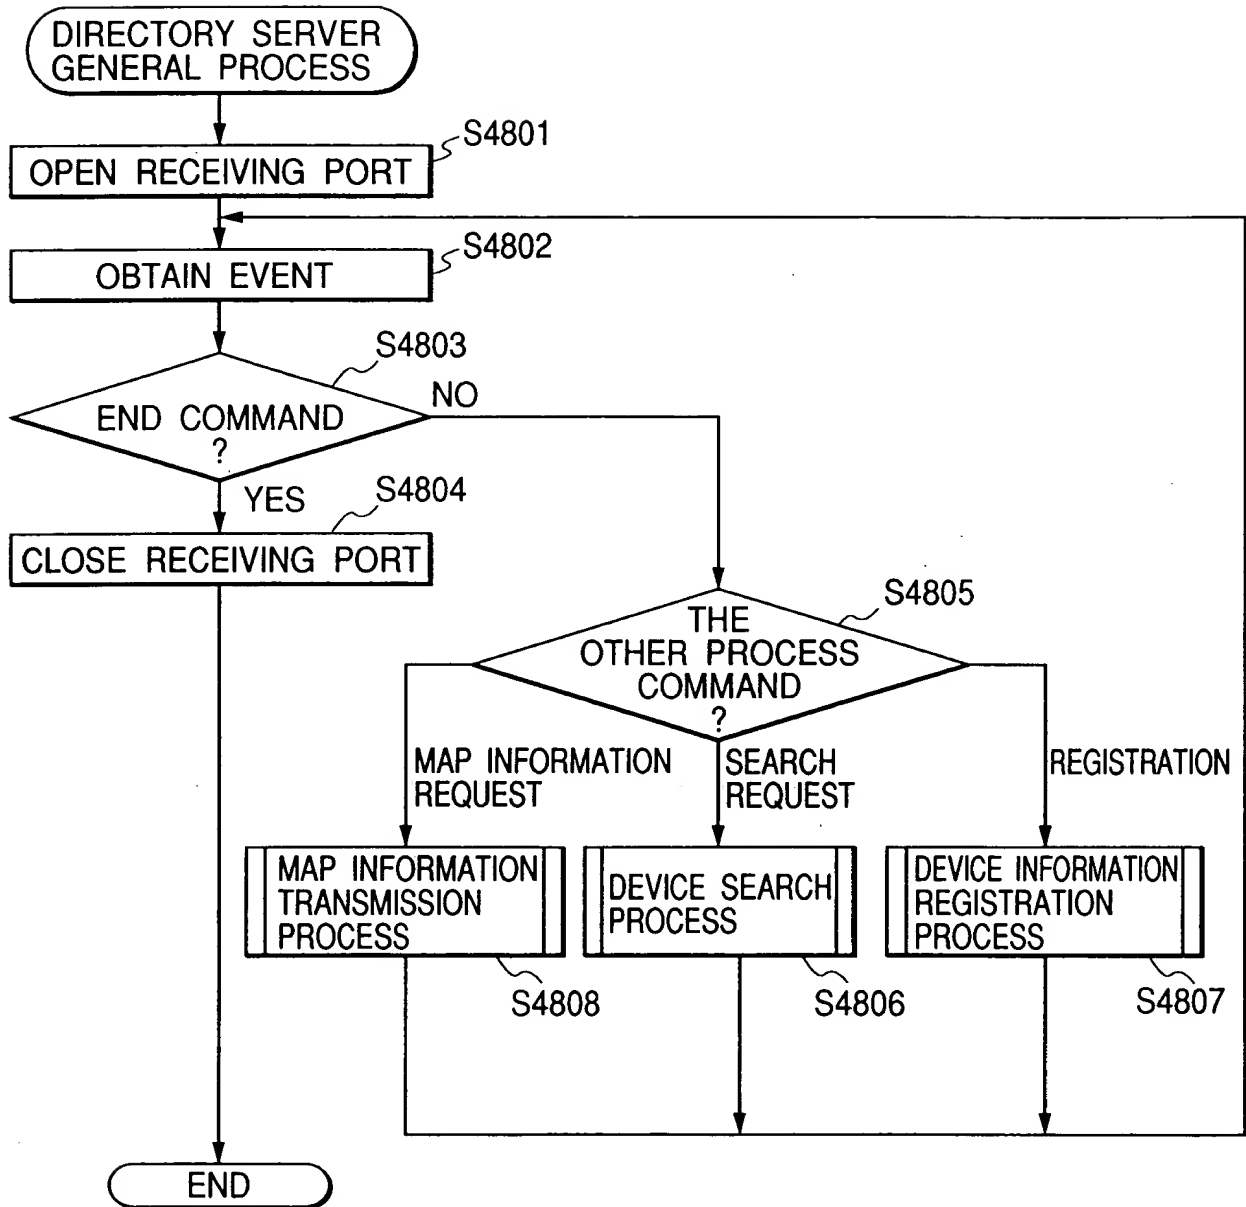 DIRECTORY SERVER
GENERAL PROCESS
S4801
OPEN RECEIVING PORT
S4802
OBTAIN EVENT
S4803
END COMMAND
?
NO
YES
S4804
CLOSE RECEIVING PORT
S4805
THE
OTHER PROCESS
COMMAND
?
MAP INFORMATION
REQUEST
SEARCH
REQUEST
REGISTRATION
MAP INFORMATION
TRANSMISSION
PROCESS
DEVICE SEARCH
PROCESS
DEVICE INFORMATION
REGISTRATION
PROCESS
S4808
S4806
S4807
END